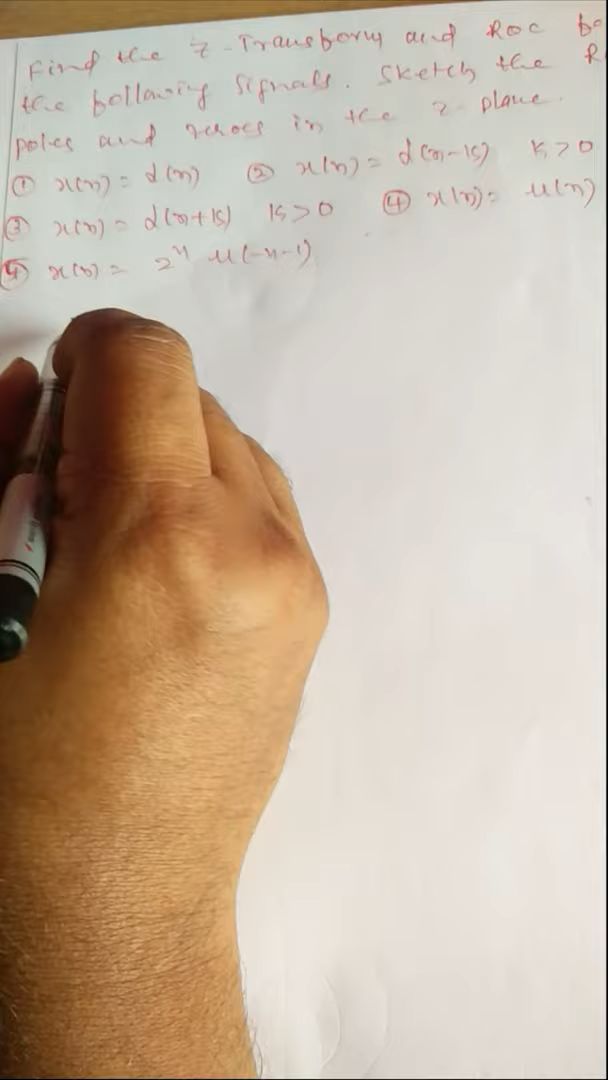 Find the Z-Transform and ROC
the following signals. Sketch the
poles and zeros in the z-plane.
① x(n) = δ(n) ② x(n) = δ(n-k) k>0
③ x(n) = δ(n+k) k>0 ④ x(n) = u(n)
⑤ x(n) = 2ⁿ u(-n-1)